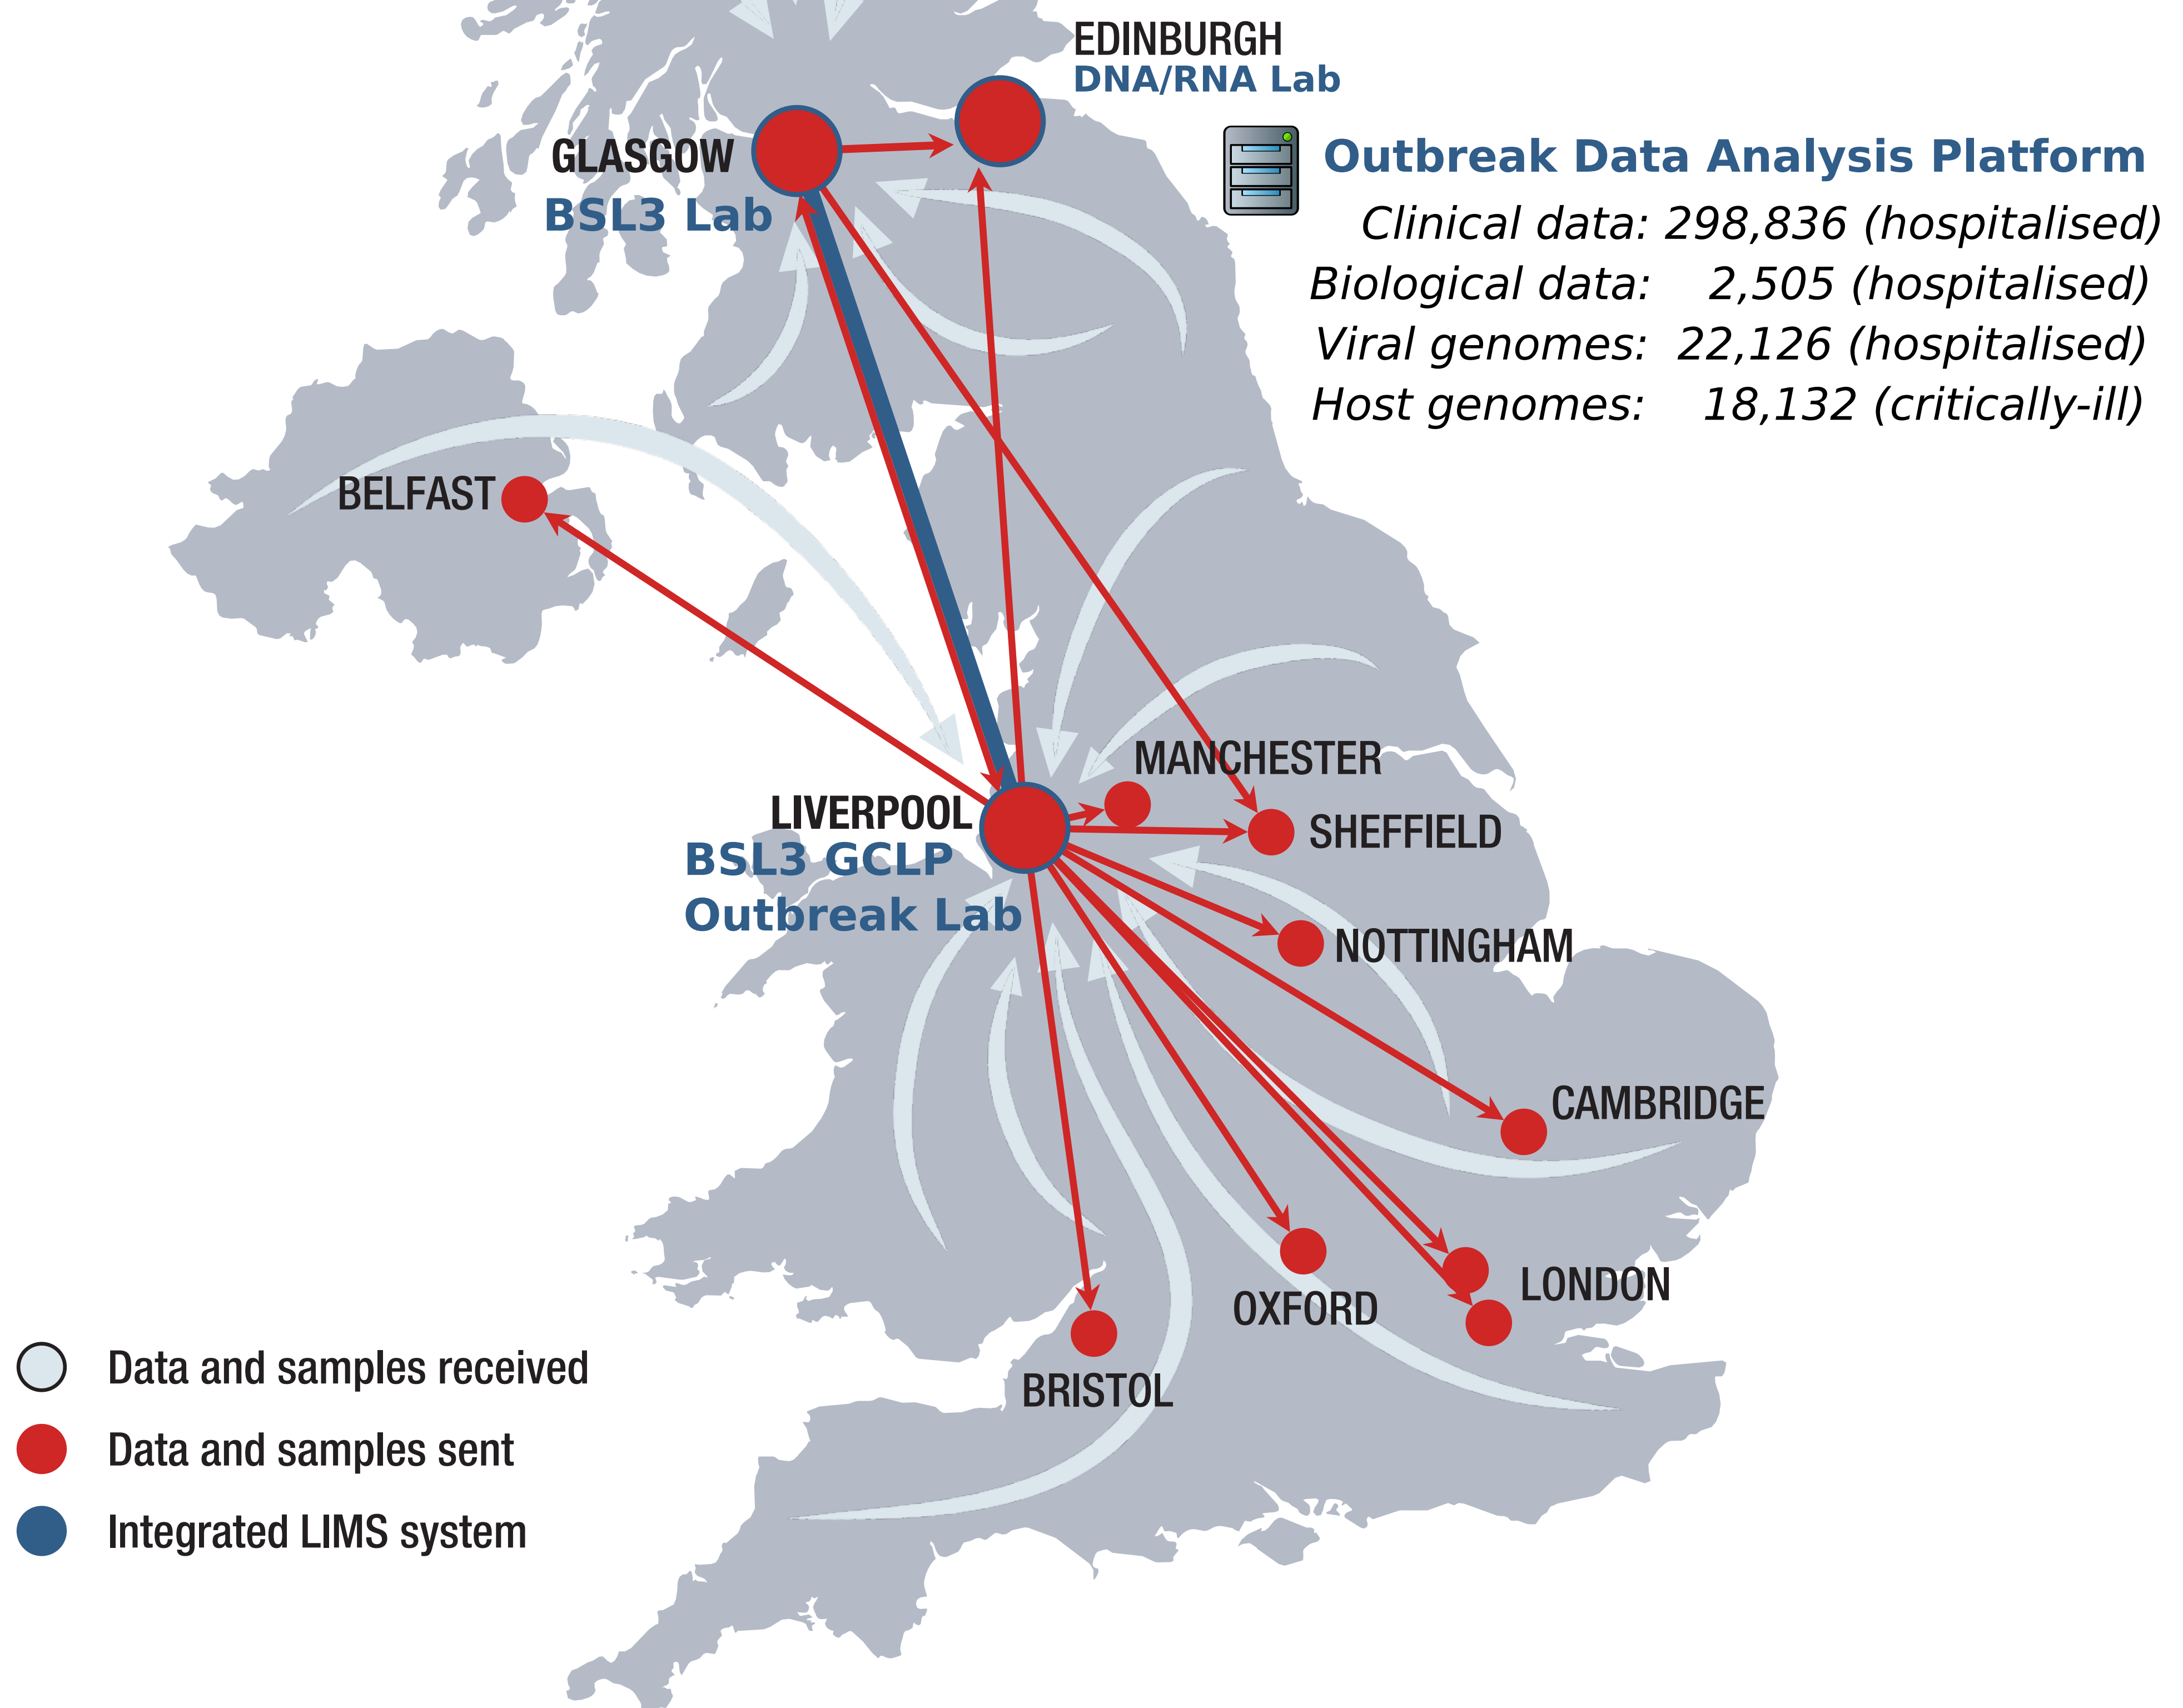 EDINBURGH
DNA/RNA Lab
GLASGOW
BSL3 Lab
Outbreak Data Analysis Platform
Clinical data: 298,836 (hospitalised)
Biological data: 2,505 (hospitalised)
Viral genomes: 22,126 (hospitalised)
Host genomes: 18,132 (critically-ill)
BELFAST
MANCHESTER
LIVERPOOL
BSL3 GCLP
Outbreak Lab
SHEFFIELD
NOTTINGHAM
CAMBRIDGE
LONDON
OXFORD
BRISTOL
Data and samples received
Data and samples sent
Integrated LIMS system